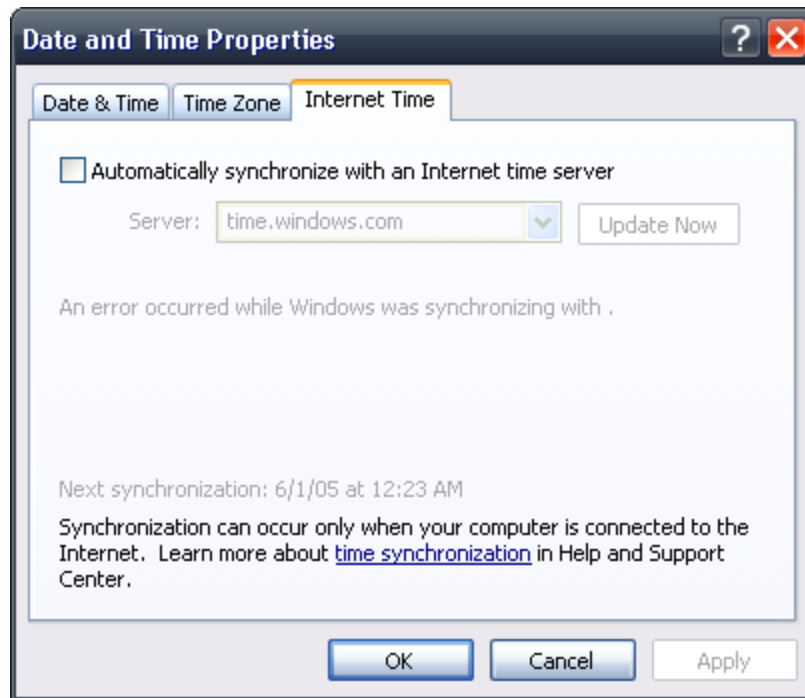 Date and Time Properties
Date & Time
Time Zone
Internet Time
Automatically synchronize with an Internet time server
Server: time.windows.com Update Now
An error occurred while Windows was synchronizing with .
Next synchronization: 6/1/05 at 12:23 AM
Synchronization can occur only when your computer is connected to the
Internet. Learn more about time synchronization in Help and Support
Center.
OK Cancel Apply